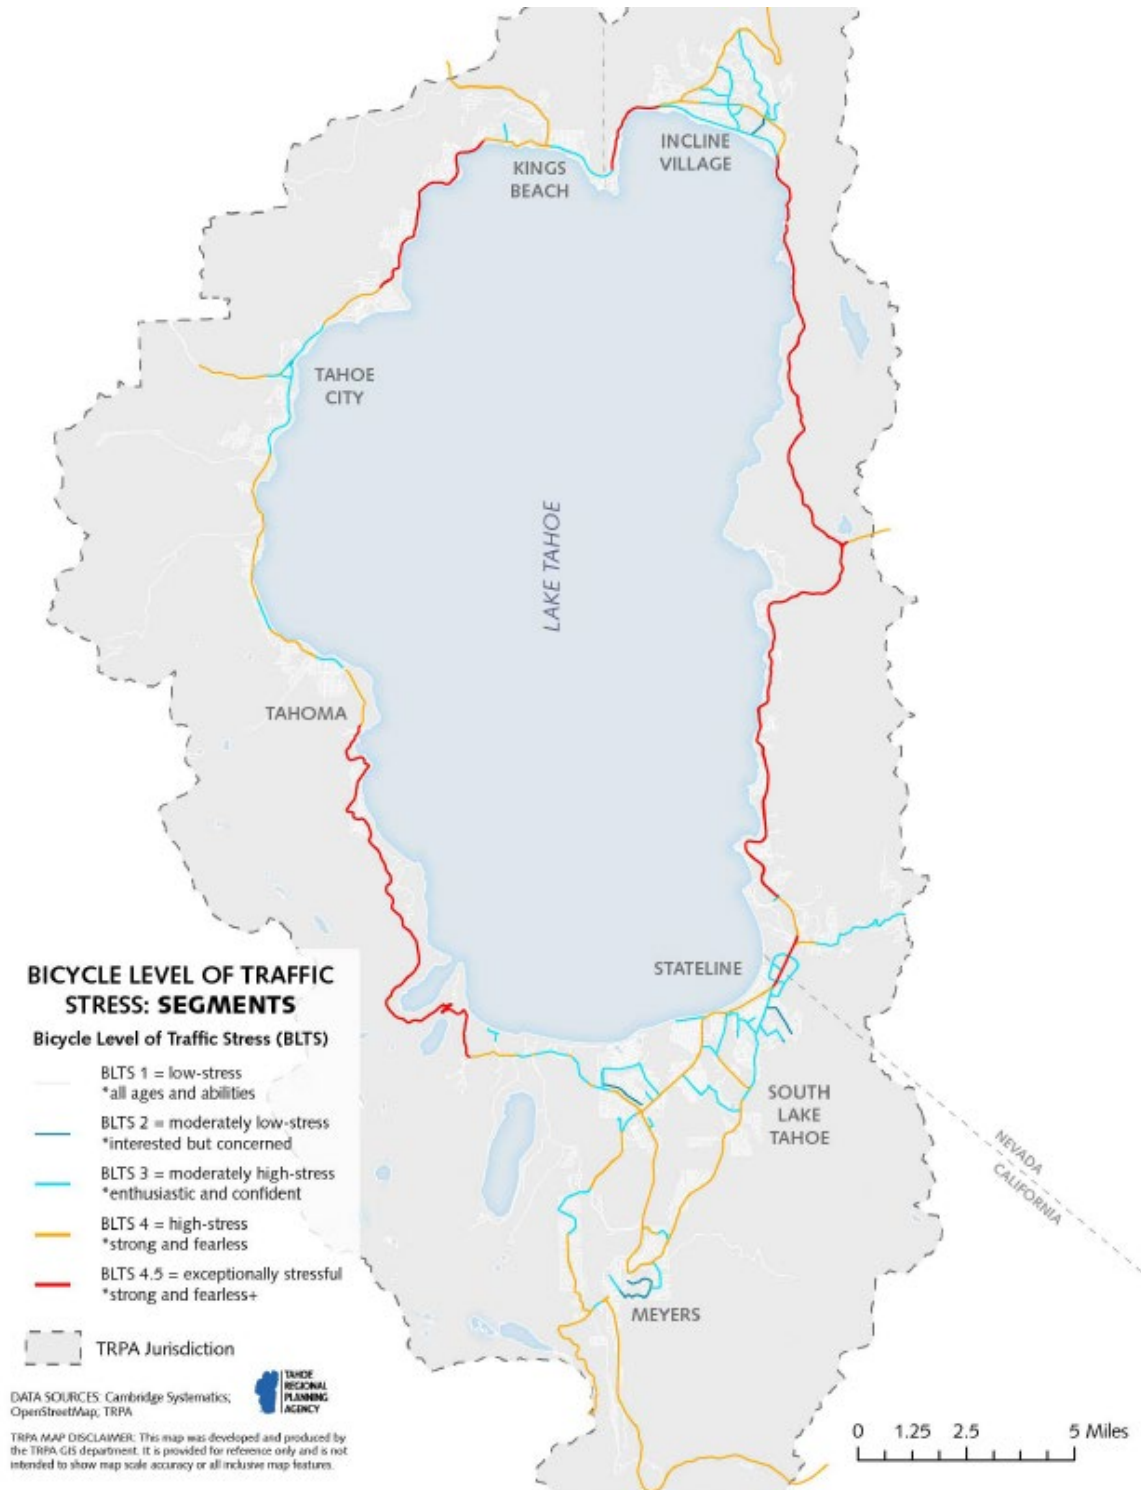 INCLINE
VILLAGE
KINGS
BEACH
TAHOE
CITY
LAKE TAHOE
TAHOMA
STATELINE
SOUTH
LAKE
TAHOE
NEVADA
CALIFORNIA
MEYERS
BICYCLE LEVEL OF TRAFFIC
STRESS: SEGMENTS
Bicycle Level of Traffic Stress (BLTS)
BLTS 1 = low-stress
*all ages and abilities
BLTS 2 = moderately low-stress
*interested but concerned
BLTS 3 = moderately high-stress
*enthusiastic and confident
BLTS 4 = high-stress
*strong and fearless
BLTS 4.5 = exceptionally stressful
*strong and fearless+
TRPA Jurisdiction
TAHOE
REGIONAL
PLANNING
AGENCY
DATA SOURCES: Cambridge Systematics;
OpenStreetMap; TRPA
TRPA MAP DISCLAIMER: This map was developed and produced by
the TRPA GIS department. It is provided for reference only and is not
intended to show map scale accuracy or all inclusive map features.
0 1.25 2.5 5 Miles